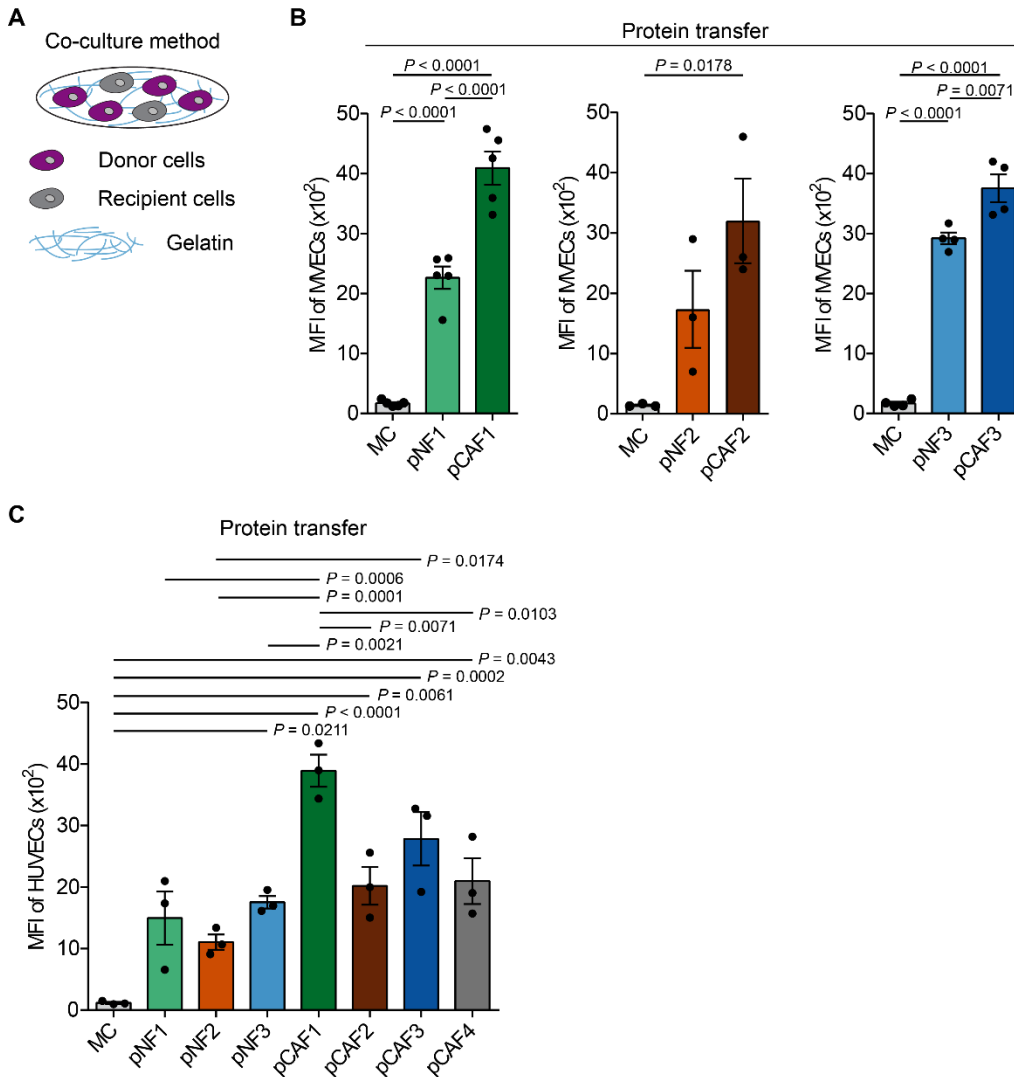 A
Co-culture method
Donor cells
Recipient cells
Gelatin
B
Protein transfer
P < 0.0001
P < 0.0001
P < 0.0001
MFI of MVECs (x10²)
50
40
30
20
10
0
MC
pNF1
pCAF1
P = 0.0178
MFI of MVECs (x10²)
50
40
30
20
10
0
MC
pNF2
pCAF2
P < 0.0001
P = 0.0071
P < 0.0001
MFI of MVECs (x10²)
50
40
30
20
10
0
MC
pNF3
pCAF3
C
Protein transfer
P = 0.0174
P = 0.0006
P = 0.0001
P = 0.0103
P = 0.0071
P = 0.0021
P = 0.0043
P = 0.0002
P = 0.0061
P < 0.0001
P = 0.0211
MFI of HUVECs (x10²)
50
40
30
20
10
0
MC
pNF1
pNF2
pNF3
pCAF1
pCAF2
pCAF3
pCAF4